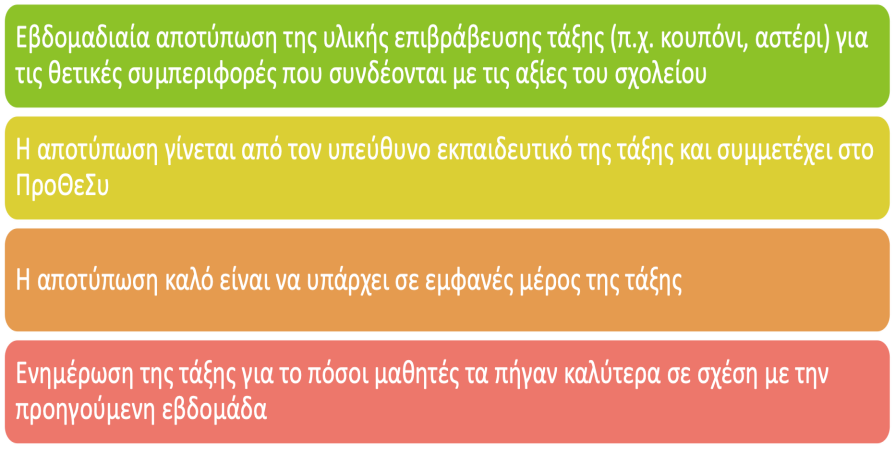 Εβδομαδιαία αποτύπωση της υλικής επιβράβευσης τάξης (π.χ. κουπόνι, αστέρι) για
τις θετικές συμπεριφορές που συνδέονται με τις αξίες του σχολείου
Η αποτύπωση γίνεται από τον υπεύθυνο εκπαιδευτικό της τάξης και συμμετέχει στο
ΠροΘεΣυ
Η αποτύπωση καλό είναι να υπάρχει σε εμφανές μέρος της τάξης
Ενημέρωση της τάξης για το πόσοι μαθητές τα πήγαν καλύτερα σε σχέση με την
προηγούμενη εβδομάδα